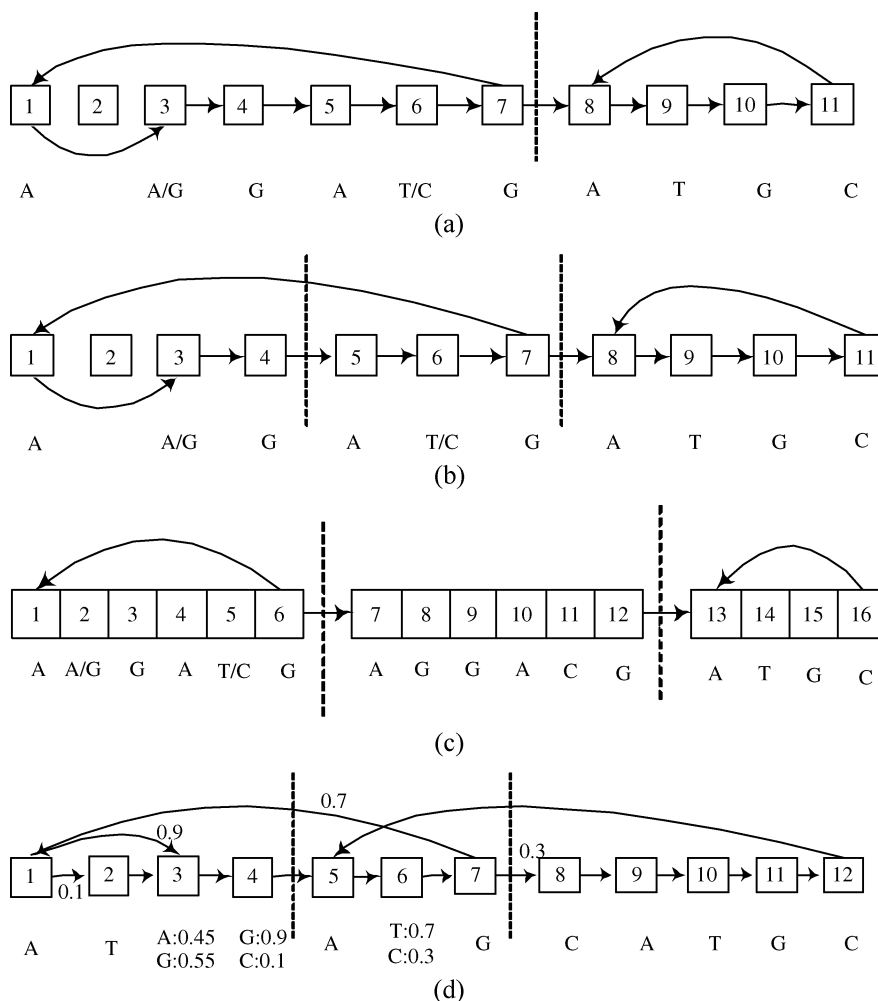 1 2 3 4 5 6 7 8 9 10 11
A A/G G A T/C G A T G C
(a)
1 2 3 4 5 6 7 8 9 10 11
A A/G G A T/C G A T G C
(b)
1 2 3 4 5 6 7 8 9 10 11 12 13 14 15 16
A A/G G A T/C G A G G A C G A T G C
(c)
0.7
0.9 0.3
1 2 3 4 5 6 7 8 9 10 11 12
0.1
A T A:0.45 G:0.9 A T:0.7 G C A T G C
G:0.55 C:0.1 C:0.3
(d)